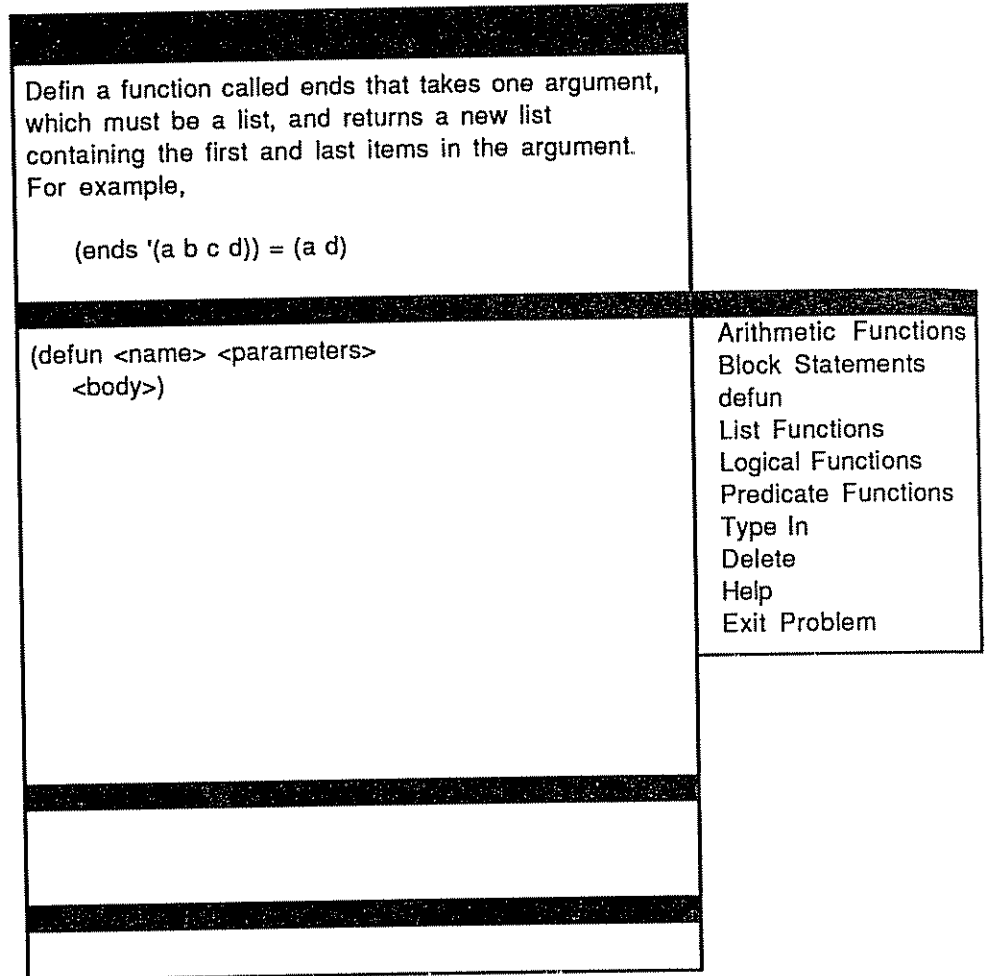 Defin a function called ends that takes one argument,
which must be a list, and returns a new list
containing the first and last items in the argument.
For example,
(ends '(a b c d)) = (a d)
(defun <name> <parameters>
<body>)
Arithmetic Functions
Block Statements
defun
List Functions
Logical Functions
Predicate Functions
Type In
Delete
Help
Exit Problem